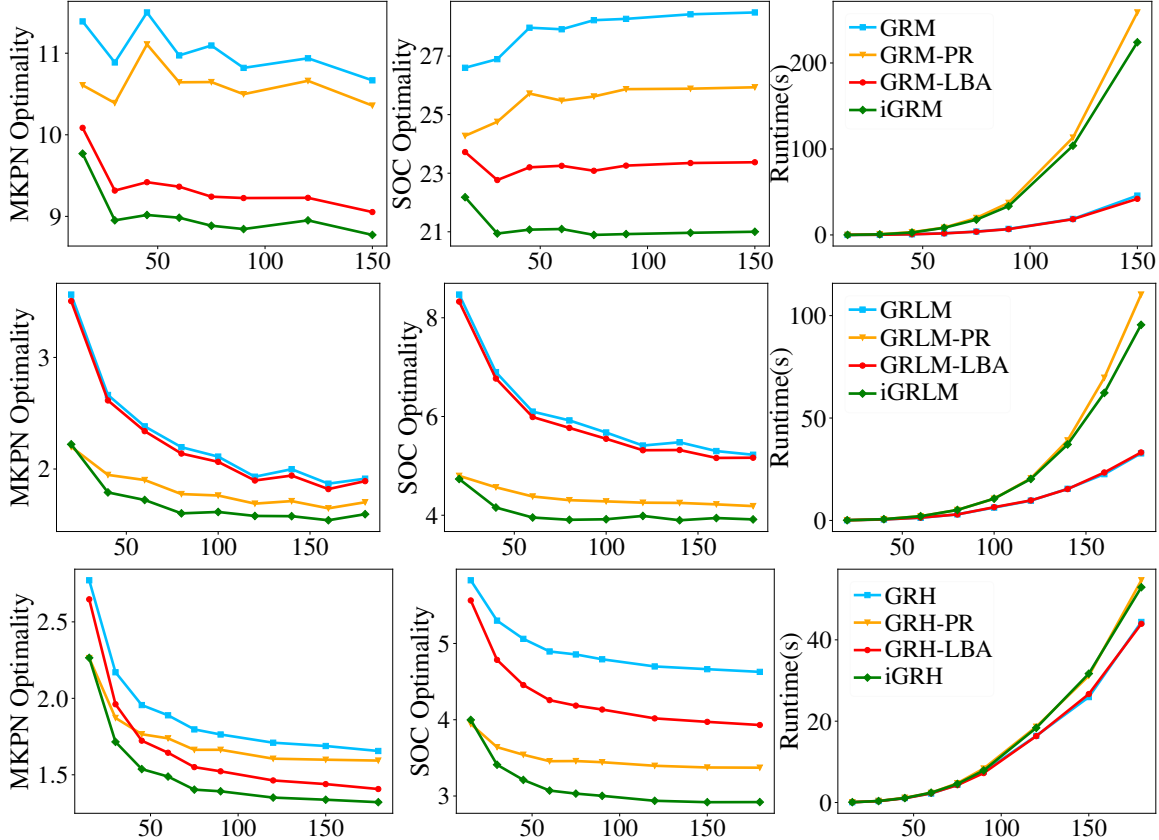 MKPN Optimality
11
10
9
50
100
150
SOC Optimality
27
25
23
21
50
100
150
Runtime(s)
200
100
0
50
100
150
GRM
GRM-PR
GRM-LBA
iGRM
MKPN Optimality
3
2
50
100
150
SOC Optimality
8
6
4
50
100
150
Runtime(s)
100
50
0
50
100
150
GRLM
GRLM-PR
GRLM-LBA
iGRLM
MKPN Optimality
2.5
2.0
1.5
50
100
150
SOC Optimality
5
4
3
50
100
150
Runtime(s)
40
20
0
50
100
150
GRH
GRH-PR
GRH-LBA
iGRH